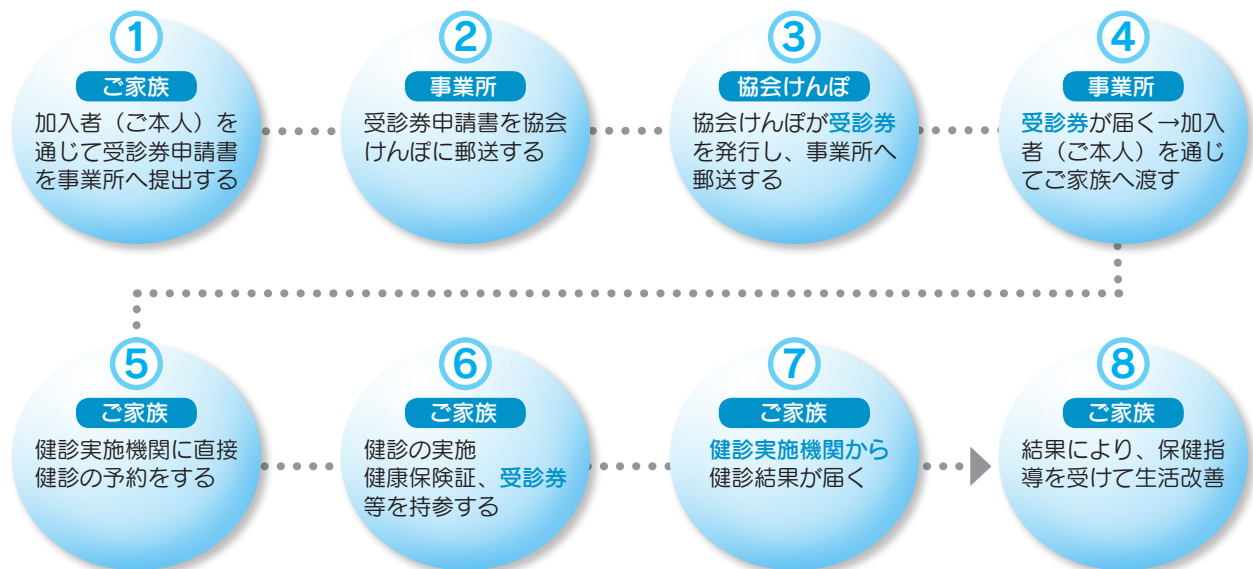 ①
ご家族
加入者（ご本人）を
通じて受診券申請書
を事業所へ提出する
②
事業所
受診券申請書を協会
けんぽに郵送する
③
協会けんぽ
協会けんぽが受診券
を発行し、事業所へ
郵送する
④
事業所
受診券が届く→加入
者（ご本人）を通じ
てご家族へ渡す
⑤
ご家族
健診実施機関に直接
健診の予約をする
⑥
ご家族
健診の実施
健康保険証、受診券
等を持参する
⑦
ご家族
健診実施機関から
健診結果が届く
⑧
ご家族
結果により、保健指
導を受けて生活改善